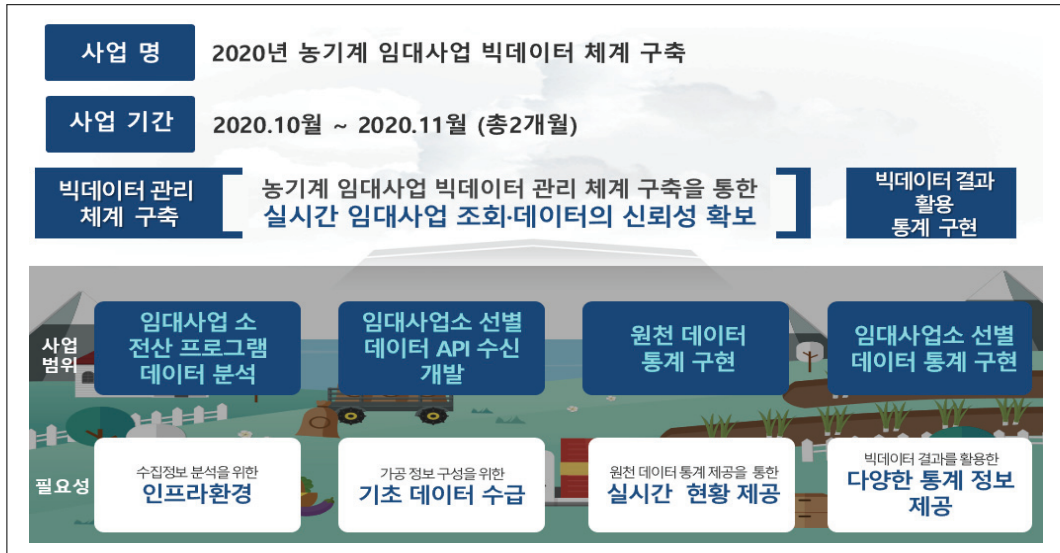 사업 명
2020년 농기계 임대사업 빅데이터 체계 구축
사업 기간
2020.10월 ~ 2020.11월 (총2개월)
빅데이터 관리
체계 구축
농기계 임대사업 빅데이터 관리 체계 구축을 통한
실시간 임대사업 조회·데이터의 신뢰성 확보
빅데이터 결과
활용
통계 구현
사업
범위
임대사업 소
전산 프로그램
데이터 분석
임대사업소 선별
데이터 API 수신
개발
원천 데이터
통계 구현
임대사업소 선별
데이터 통계 구현
필요성
수집정보 분석을 위한
인프라환경
가공 정보 구성을 위한
기초 데이터 수급
원천 데이터 통계 제공을 통한
실시간 현황 제공
빅데이터 결과를 활용한
다양한 통계 정보
제공